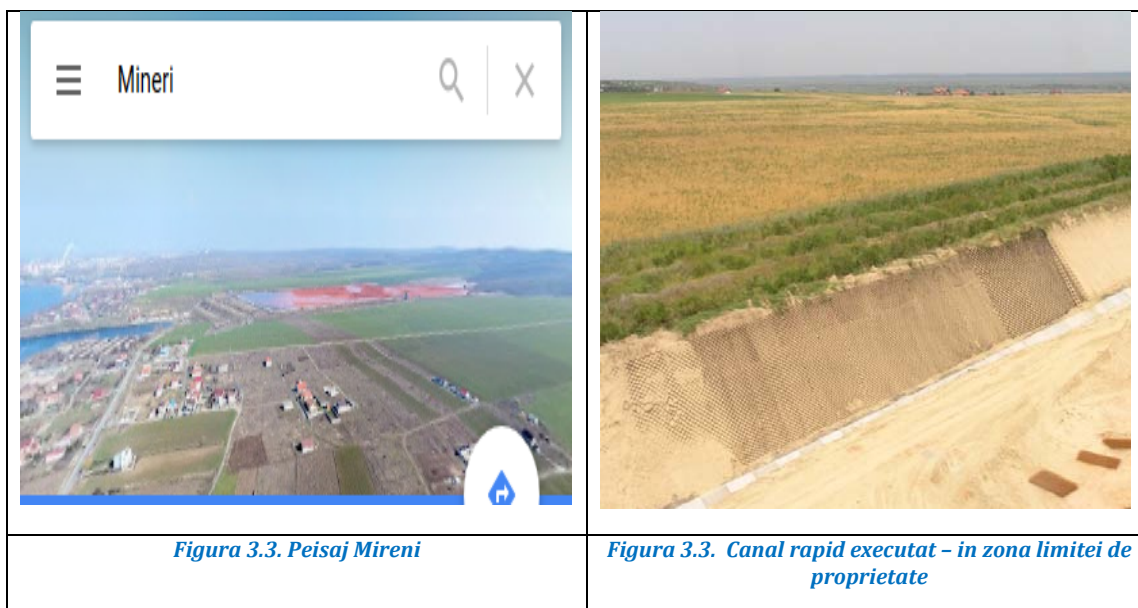 Mineri
Figura 3.3. Peisaj Mireni
Figura 3.3. Canal rapid executat – in zona limitei de
proprietate